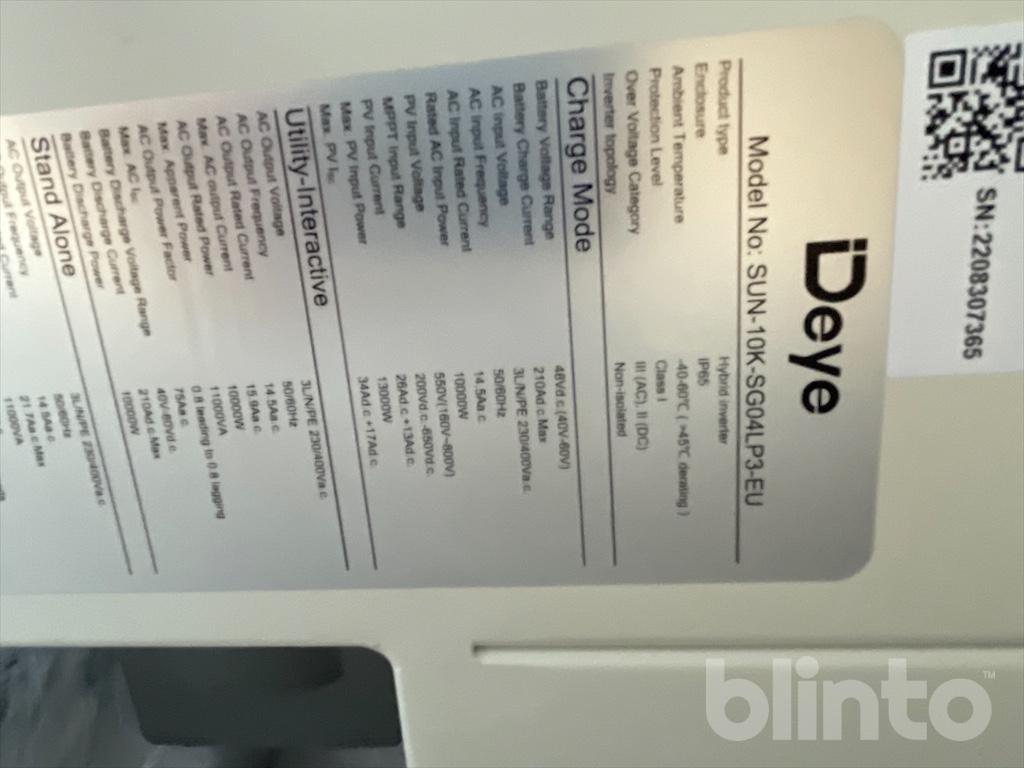 SN:2208307365
Deye
Model No: SUN-10K-SG04LP3-EU
Product type Hybrid inverter
Enclosure IP65
Ambient Temperature -40-60℃ ( >45℃ derating )
Protection Level Class I
Over Voltage Category III (AC), II (DC)
Inverter topology Non-isolated
Charge Mode
Battery Voltage Range 48Vd.c.(40V-60V)
Battery Charge Current 210Ad.c.Max
AC Input Voltage 3L/N/PE 230/400Va.c.
AC Input Frequency 50/60Hz
AC Input Rated Current 14.5Aa.c.
Rated AC Input Power 10000W
PV Input Voltage 550V(160V~800V)
MPPT Input Range 200Vd.c.-650Vd.c.
PV Input Current 26Ad.c.+13Ad.c.
Max. PV Input Power 13000W
Max. PV Isc 34Ad.c.+17Ad.c.
Utility-Interactive
AC Output Voltage 3L/N/PE 230/400Va.c.
AC Output Frequency 50/60Hz
AC Output Rated Current 14.5Aa.c.
Max. AC output Current 15.9Aa.c.
AC Output Rated Power 10000W
Max. Apparent Power 11000VA
AC Output Power Factor 0.8 leading to 0.8 lagging
Max. AC Isc 75Aa.c.
Battery Discharge Voltage Range 40V-60Vd.c.
Battery Discharge Current 210Ad.c.Max
Battery Discharge Power 10000W
Stand Alone
AC Output Voltage 3L/N/PE 230/400Va.c.
AC Output Frequency 50/60Hz
Current 14.5Aa.c.
21.7Aa.c.Max
11000VA
blinto™